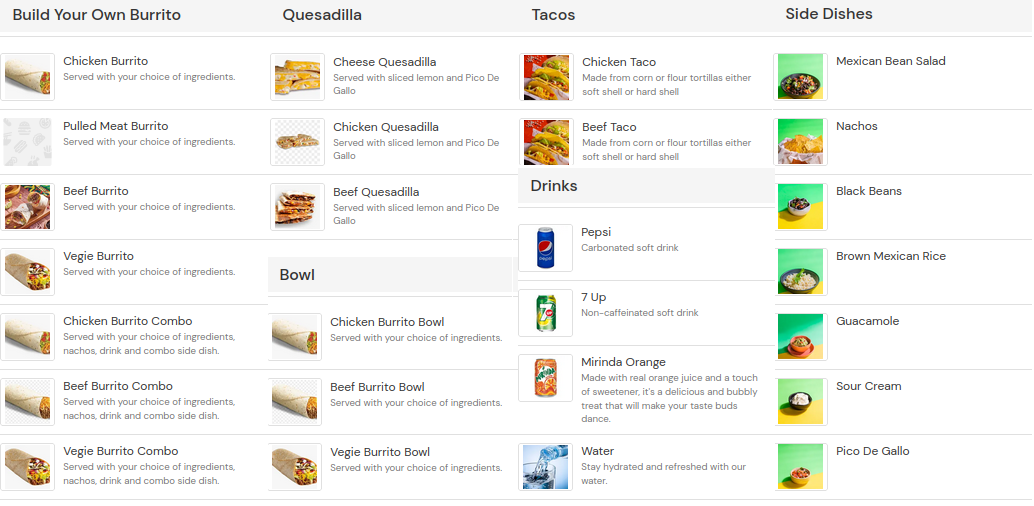 Build Your Own Burrito
Chicken Burrito
Served with your choice of ingredients.
Pulled Meat Burrito
Served with your choice of ingredients.
Beef Burrito
Served with your choice of ingredients.
Vegie Burrito
Served with your choice of ingredients.
Chicken Burrito Combo
Served with your choice of ingredients,
nachos, drink and combo side dish.
Beef Burrito Combo
Served with your choice of ingredients,
nachos, drink and combo side dish.
Vegie Burrito Combo
Served with your choice of ingredients,
nachos, drink and combo side dish.
Quesadilla
Cheese Quesadilla
Served with sliced lemon and Pico De
Gallo
Chicken Quesadilla
Served with sliced lemon and Pico De
Gallo
Beef Quesadilla
Served with sliced lemon and Pico De
Gallo
Bowl
Chicken Burrito Bowl
Served with your choice of ingredients.
Beef Burrito Bowl
Served with your choice of ingredients.
Vegie Burrito Bowl
Served with your choice of ingredients.
Tacos
Chicken Taco
Made from corn or flour tortillas either
soft shell or hard shell
Beef Taco
Made from corn or flour tortillas either
soft shell or hard shell
Drinks
Pepsi
Carbonated soft drink
7 Up
Non-caffeinated soft drink
Mirinda Orange
Made with real orange juice and a touch
of sweetener, it's a delicious and bubbly
treat that will make your taste buds
dance.
Water
Stay hydrated and refreshed with our
water.
Side Dishes
Mexican Bean Salad
Nachos
Black Beans
Brown Mexican Rice
Guacamole
Sour Cream
Pico De Gallo